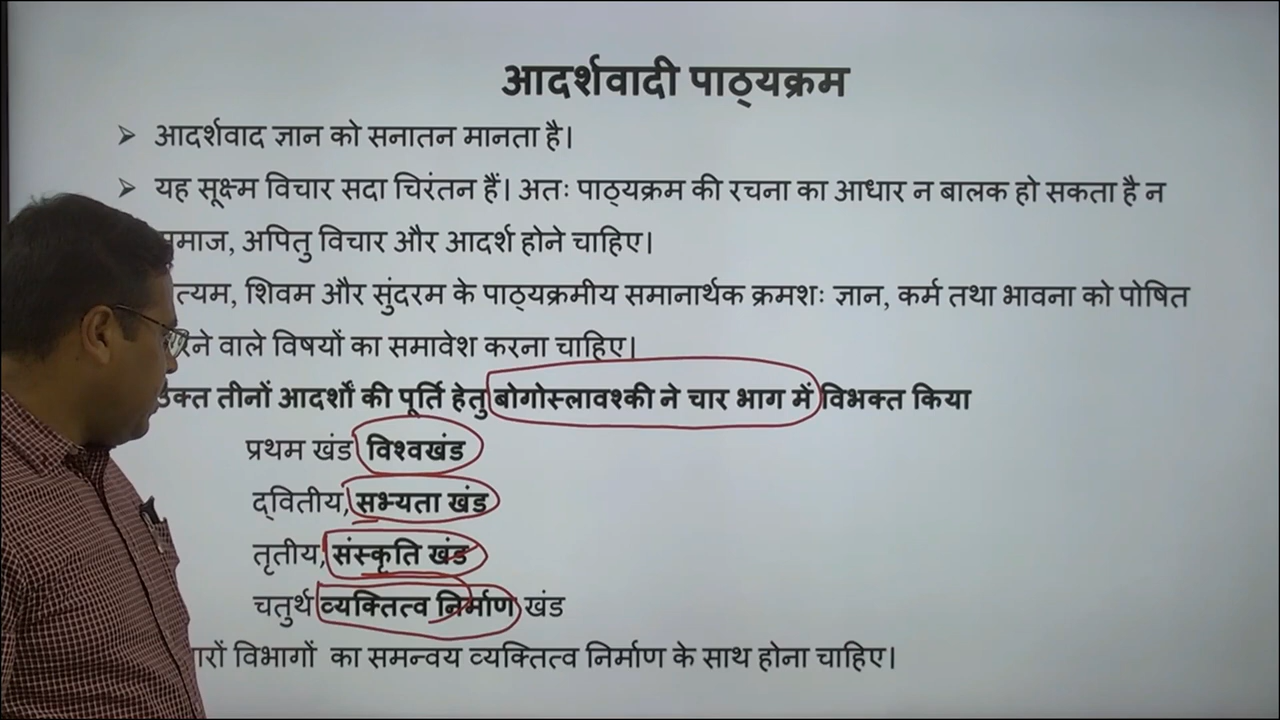 आदर्शवादी पाठ्यक्रम
➢ आदर्शवाद ज्ञान को सनातन मानता है।
➢ यह सूक्ष्म विचार सदा चिरंतन हैं। अतः पाठ्यक्रम की रचना का आधार न बालक हो सकता है न
अपितु विचार और आदर्श होने चाहिए।
शिवम और सुंदरम के पाठ्यक्रमीय समानार्थक क्रमशः ज्ञान, कर्म तथा भावना को पोषित
वाले विषयों का समावेश करना चाहिए।
तीनों आदर्शों की पूर्ति हेतु बोगोस्लावश्की ने चार भाग में विभक्त किया
प्रथम खंड विश्वखंड
द्वितीय, सभ्यता खंड
तृतीय, संस्कृति खंड
चतुर्थ व्यक्तित्व निर्माण खंड
विभागों का समन्वय व्यक्तित्व निर्माण के साथ होना चाहिए।